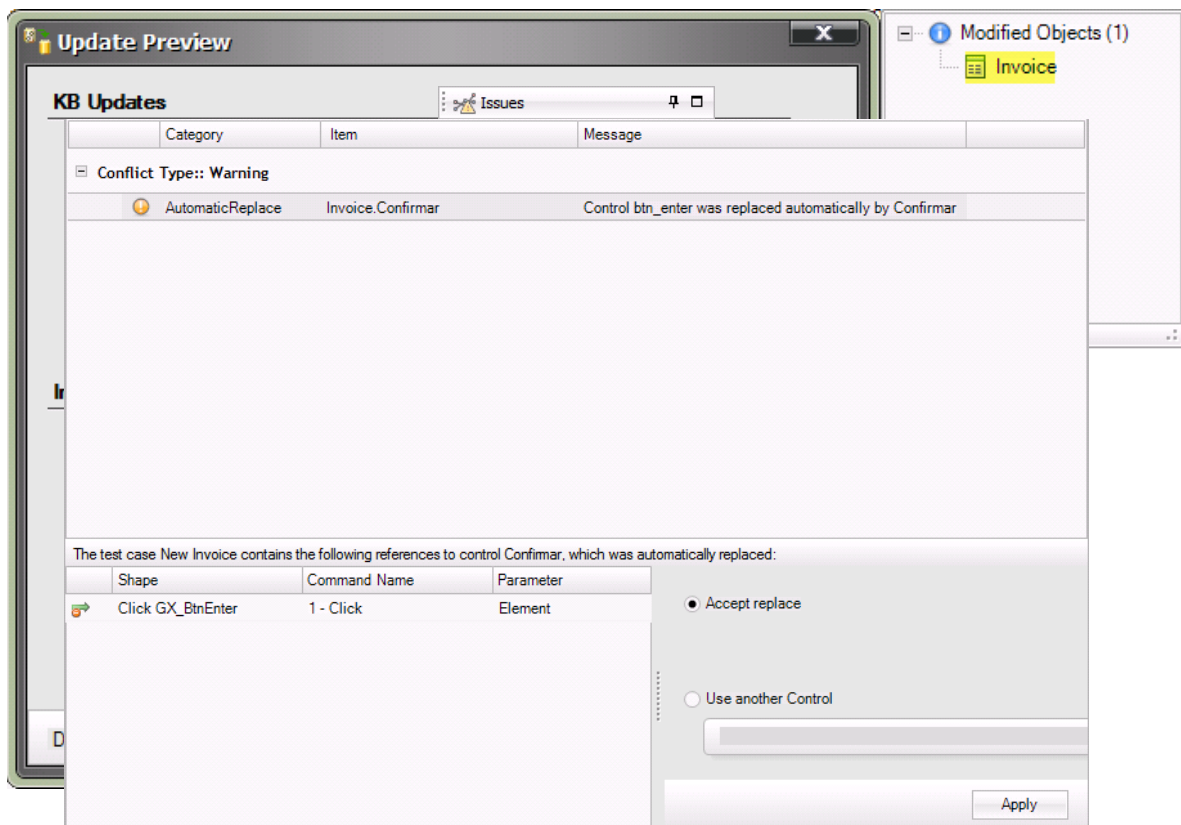 Update Preview
X
Modified Objects (1)
Invoice
KB Updates
Issues
Category Item Message
Conflict Type:: Warning
AutomaticReplace Invoice.Confirmar Control btn_enter was replaced automatically by Confirmar
The test case New Invoice contains the following references to control Confirmar, which was automatically replaced:
Shape Command Name Parameter
Click GX_BtnEnter 1 - Click Element
Accept replace
Use another Control
Apply